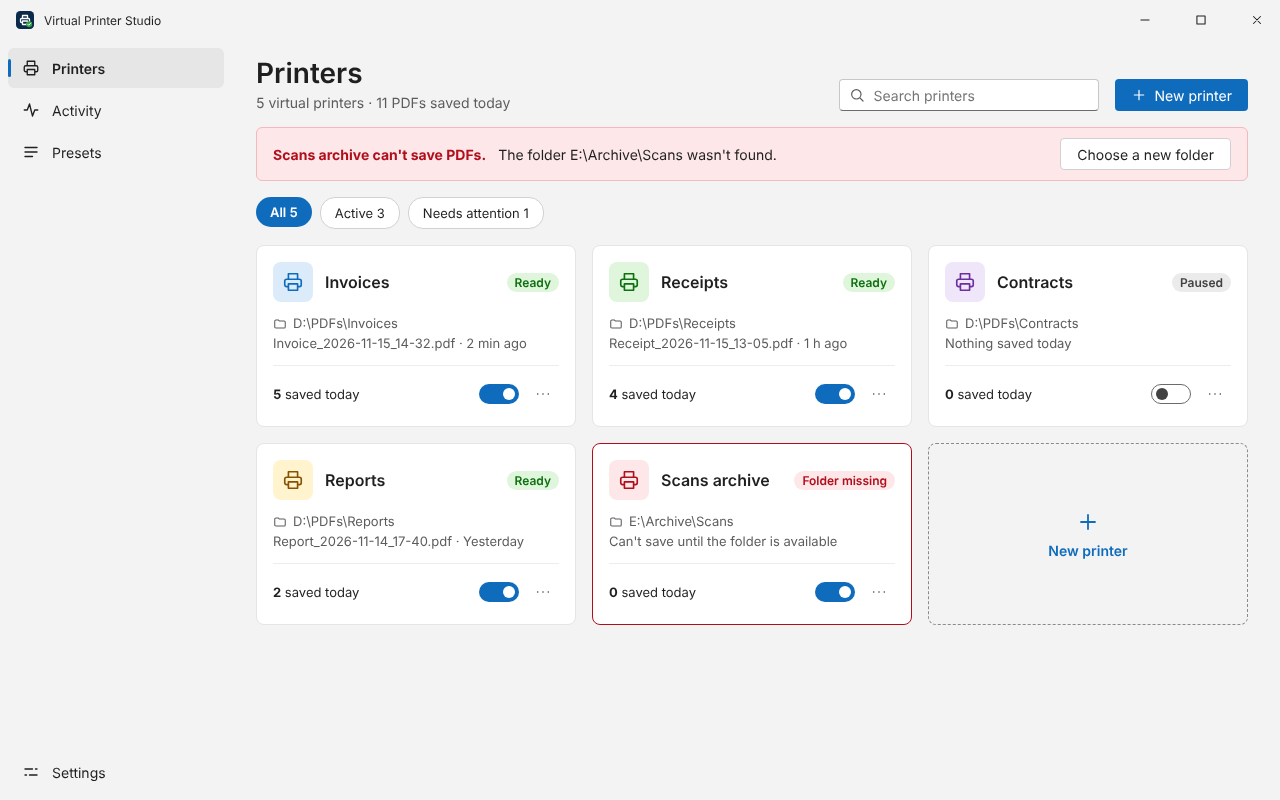 Virtual Printer Studio
Printers
Activity
Presets
Settings
Printers
5 virtual printers · 11 PDFs saved today
Search printers
New printer
Scans archive can't save PDFs. The folder E:\Archive\Scans wasn't found.
Choose a new folder
All 5
Active 3
Needs attention 1
Invoices
Ready
D:\PDFs\Invoices
Invoice_2026-11-15_14-32.pdf · 2 min ago
5 saved today
Receipts
Ready
D:\PDFs\Receipts
Receipt_2026-11-15_13-05.pdf · 1 h ago
4 saved today
Contracts
Paused
D:\PDFs\Contracts
Nothing saved today
0 saved today
Reports
Ready
D:\PDFs\Reports
Report_2026-11-14_17-40.pdf · Yesterday
2 saved today
Scans archive
Folder missing
E:\Archive\Scans
Can't save until the folder is available
0 saved today
New printer